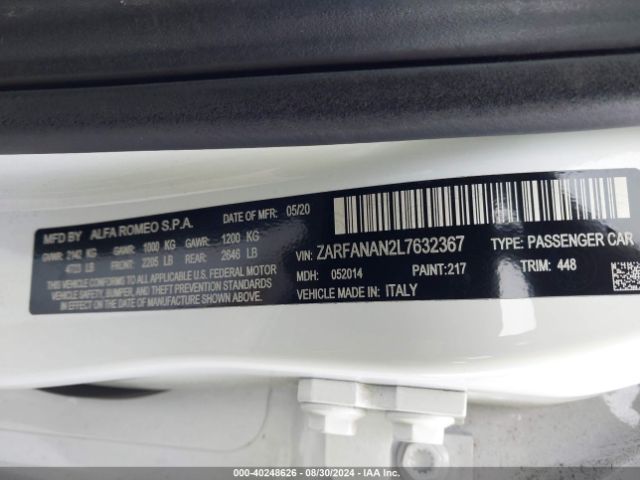 MFD BY ALFA ROMEO S.P.A. DATE OF MFR: 05/20
GAWR: 2142 KG GAWR: 1000 KG GAWR: 1200 KG
4723 LB FRONT: 2205 LB REAR: 2646 LB
THIS VEHICLE CONFORMS TO ALL APPLICABLE U.S. FEDERAL MOTOR
VEHICLE SAFETY, BUMPER, AND THEFT PREVENTION STANDARDS
IN EFFECT ON THE DATE OF MANUFACTURE SHOWN ABOVE
VIN: ZARFANAN2L7632367 TYPE: PASSENGER CAR
MDH: 052014 PAINT: 217 TRIM: 448
VEHICLE MADE IN: ITALY
000-40248626 - 08/30/2024 - IAA Inc.